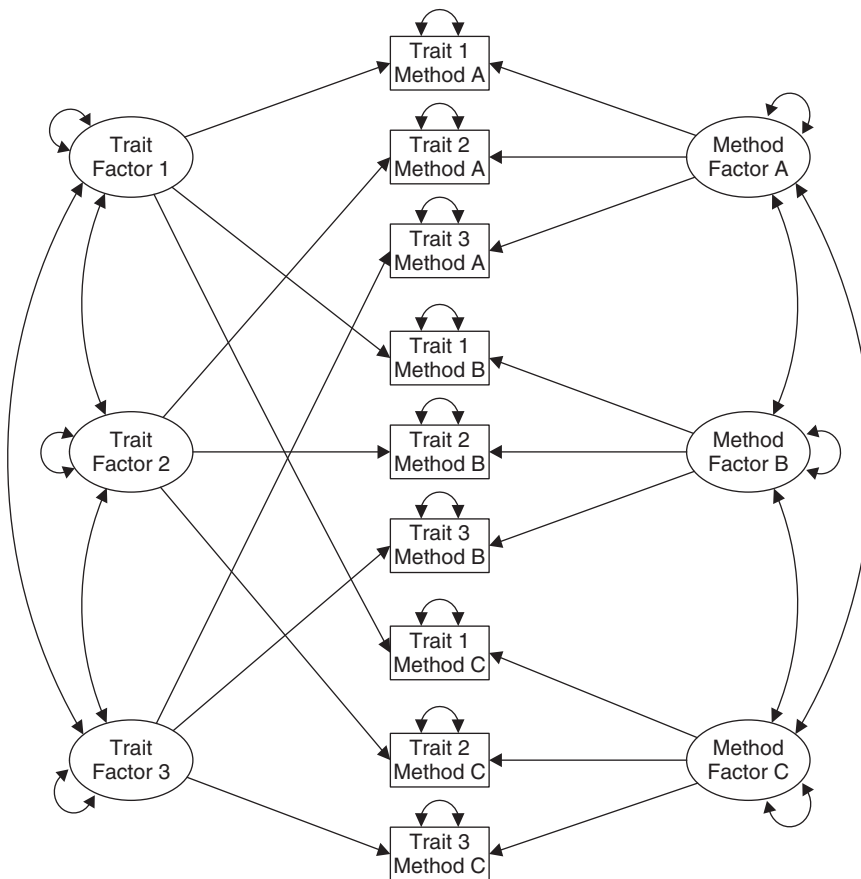 Trait 1
Method A
Trait
Factor 1
Trait 2
Method A
Method
Factor A
Trait 3
Method A
Trait 1
Method B
Trait
Factor 2
Trait 2
Method B
Method
Factor B
Trait 3
Method B
Trait 1
Method C
Trait
Factor 3
Trait 2
Method C
Method
Factor C
Trait 3
Method C